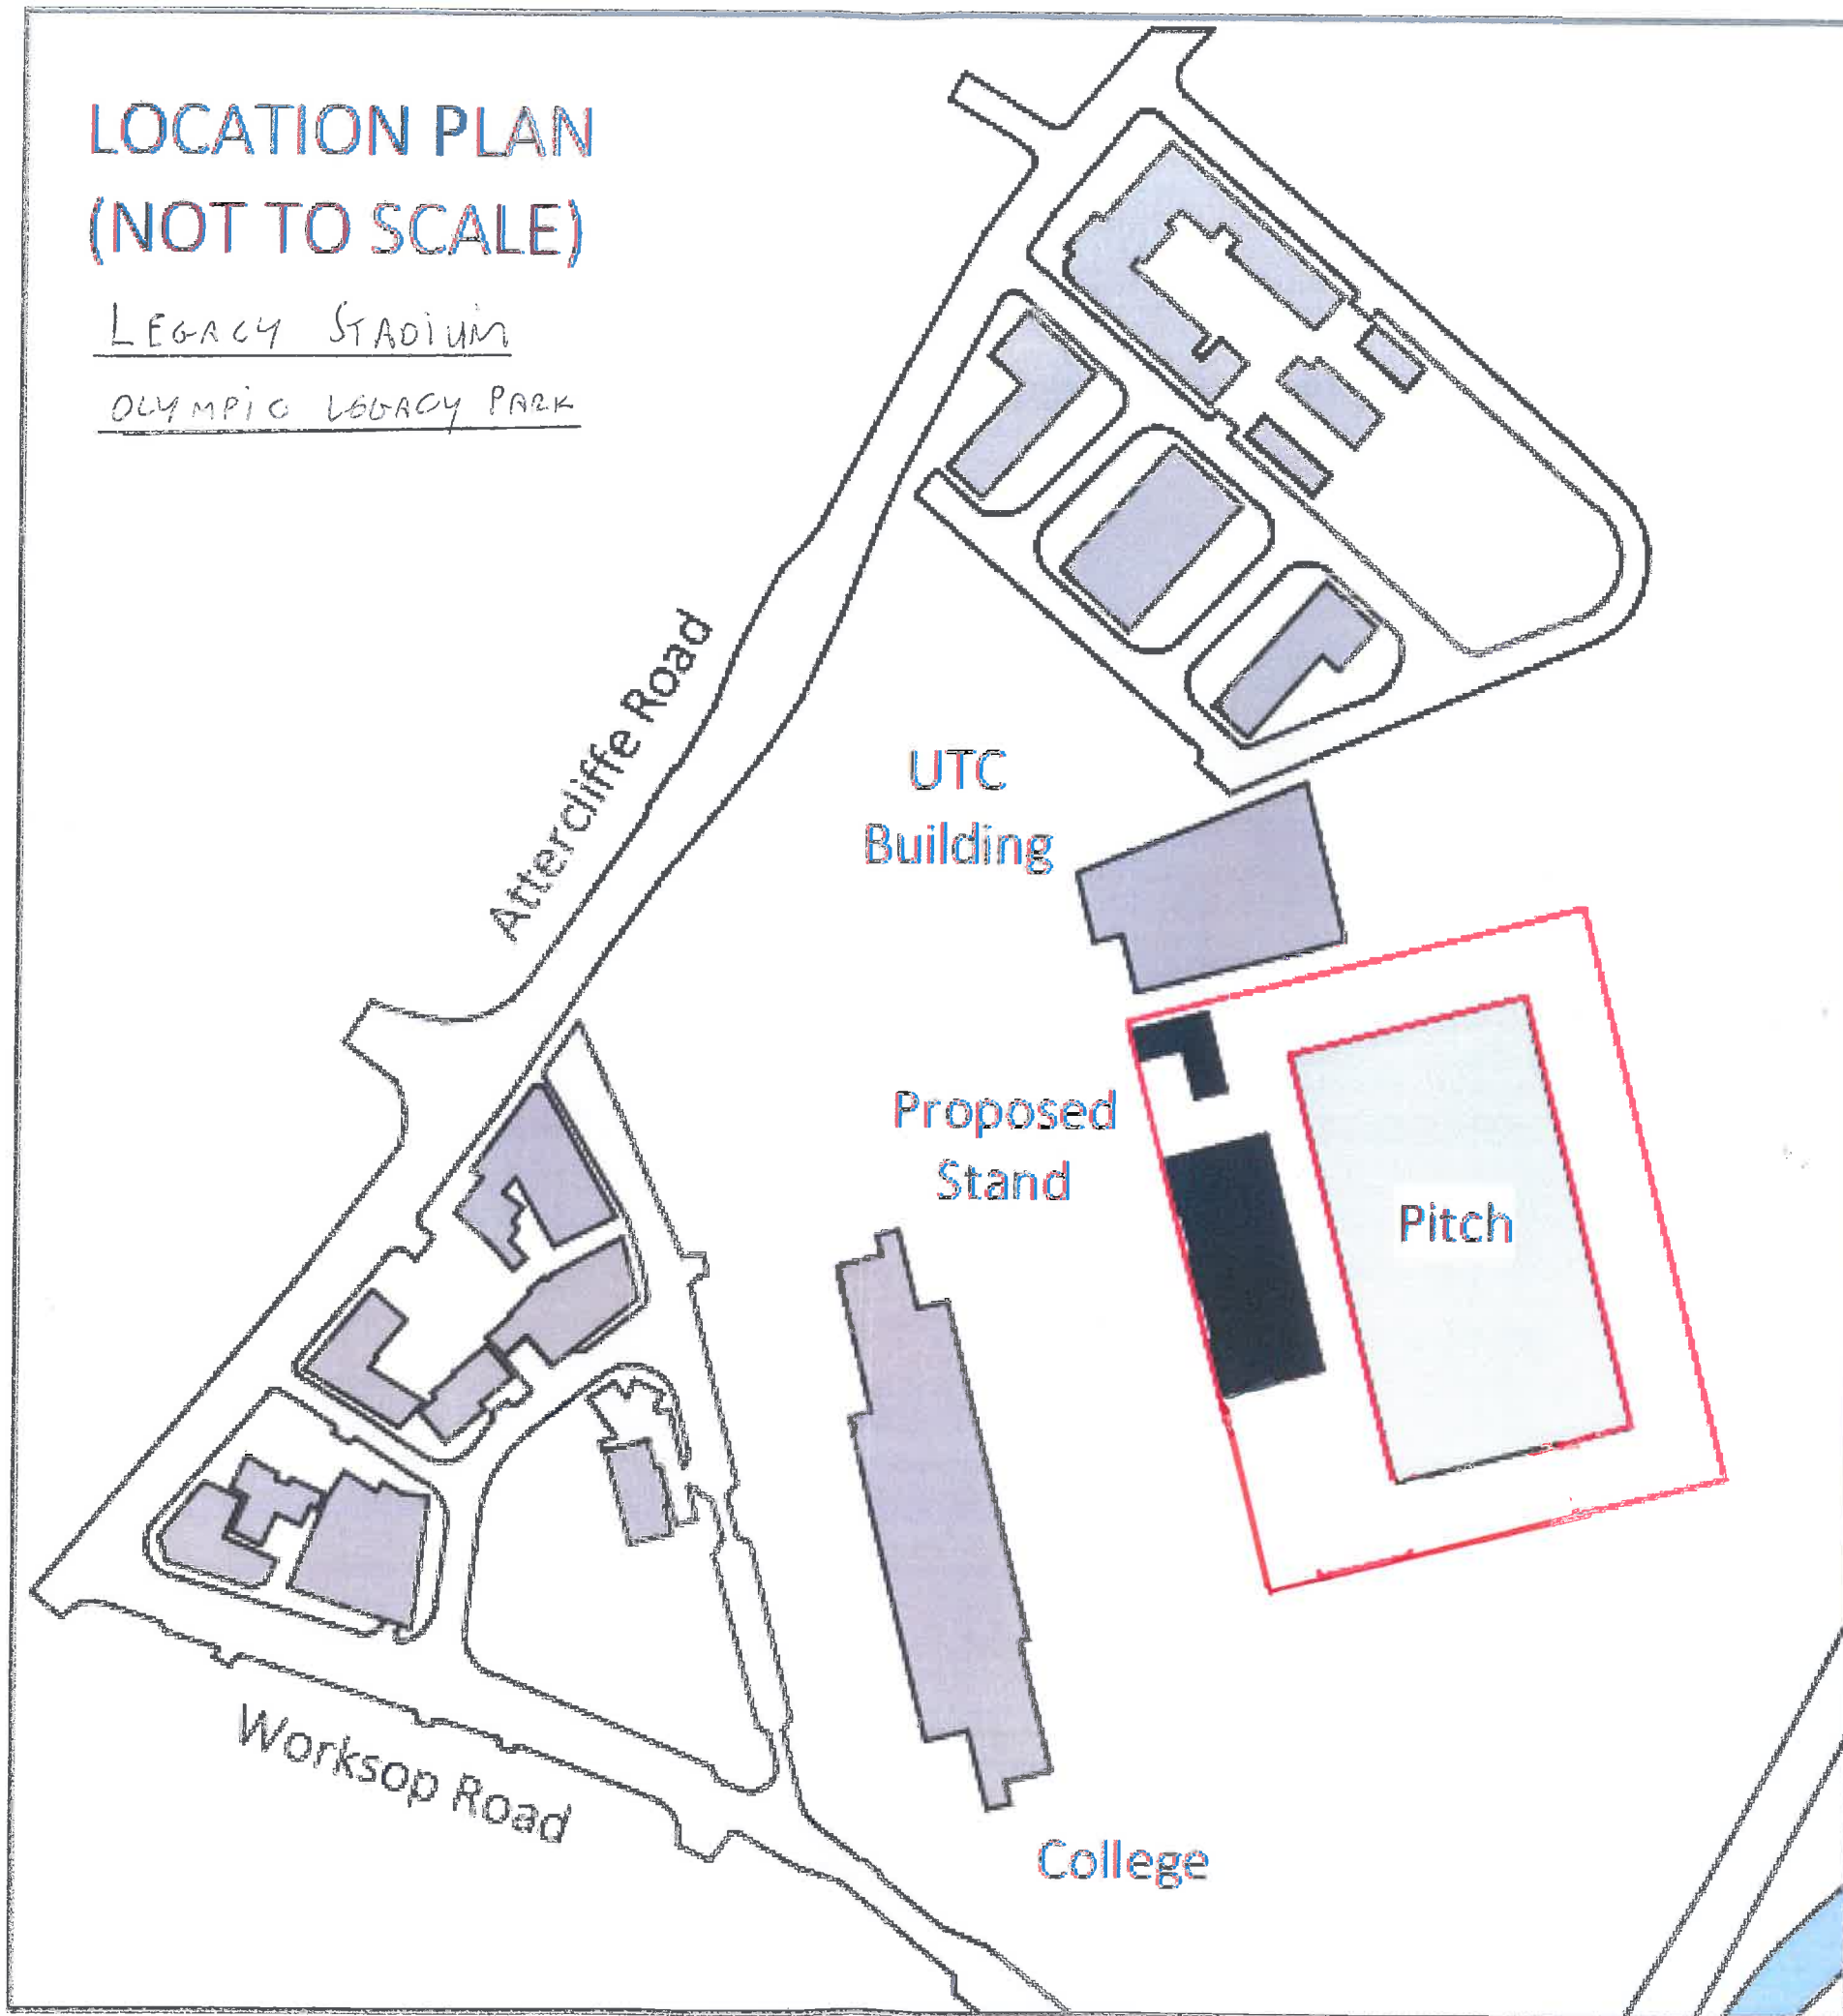 LOCATION PLAN
(NOT TO SCALE)
LEGACY STADIUM
OLYMPIC LEGACY PARK
Attercliffe Road
UTC
Building
Proposed
Stand
Pitch
Worksop Road
College